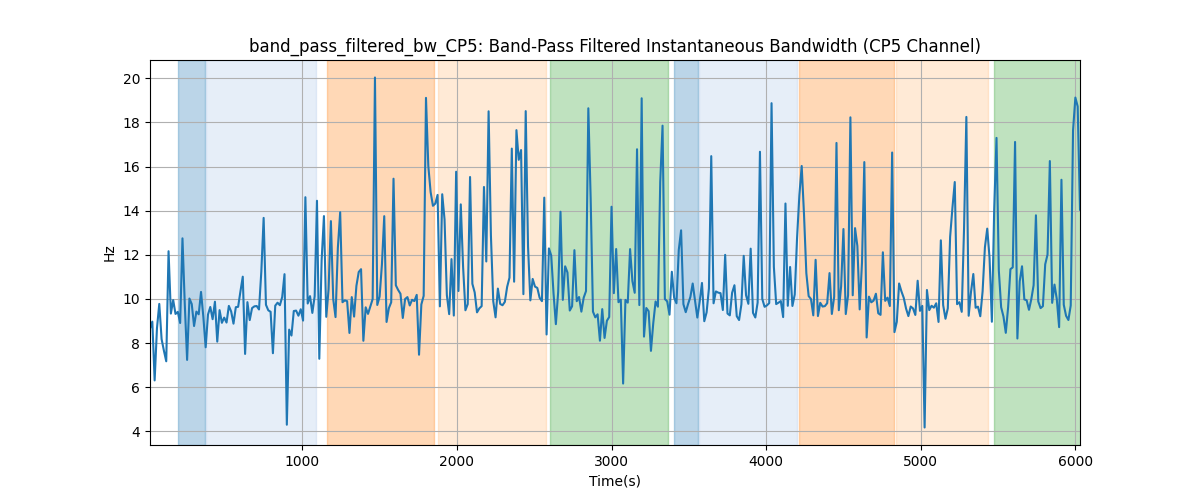 band_pass_filtered_bw_CP5: Band-Pass Filtered Instantaneous Bandwidth (CP5 Channel)
20
18
16
14
12
10
8
6
4
Hz
1000 2000 3000 4000 5000 6000
Time(s)